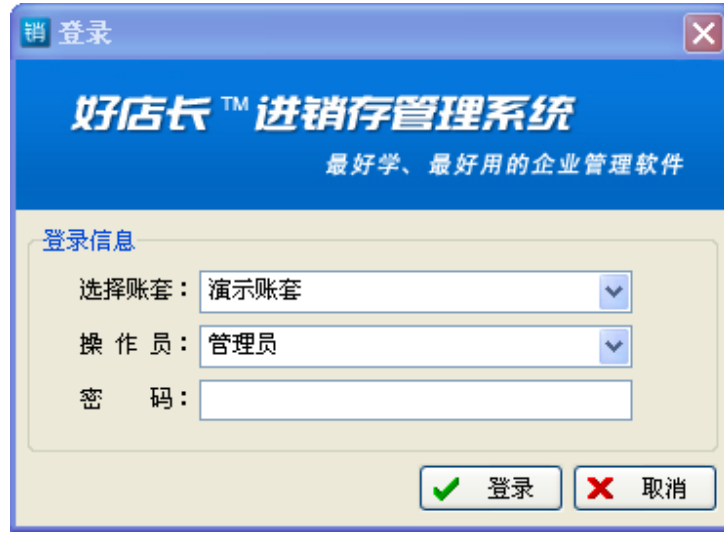 销 登录
好店长™进销存管理系统
最好学、最好用的企业管理软件
登录信息
选择账套： 演示账套
操作员： 管理员
密码：
登录 取消